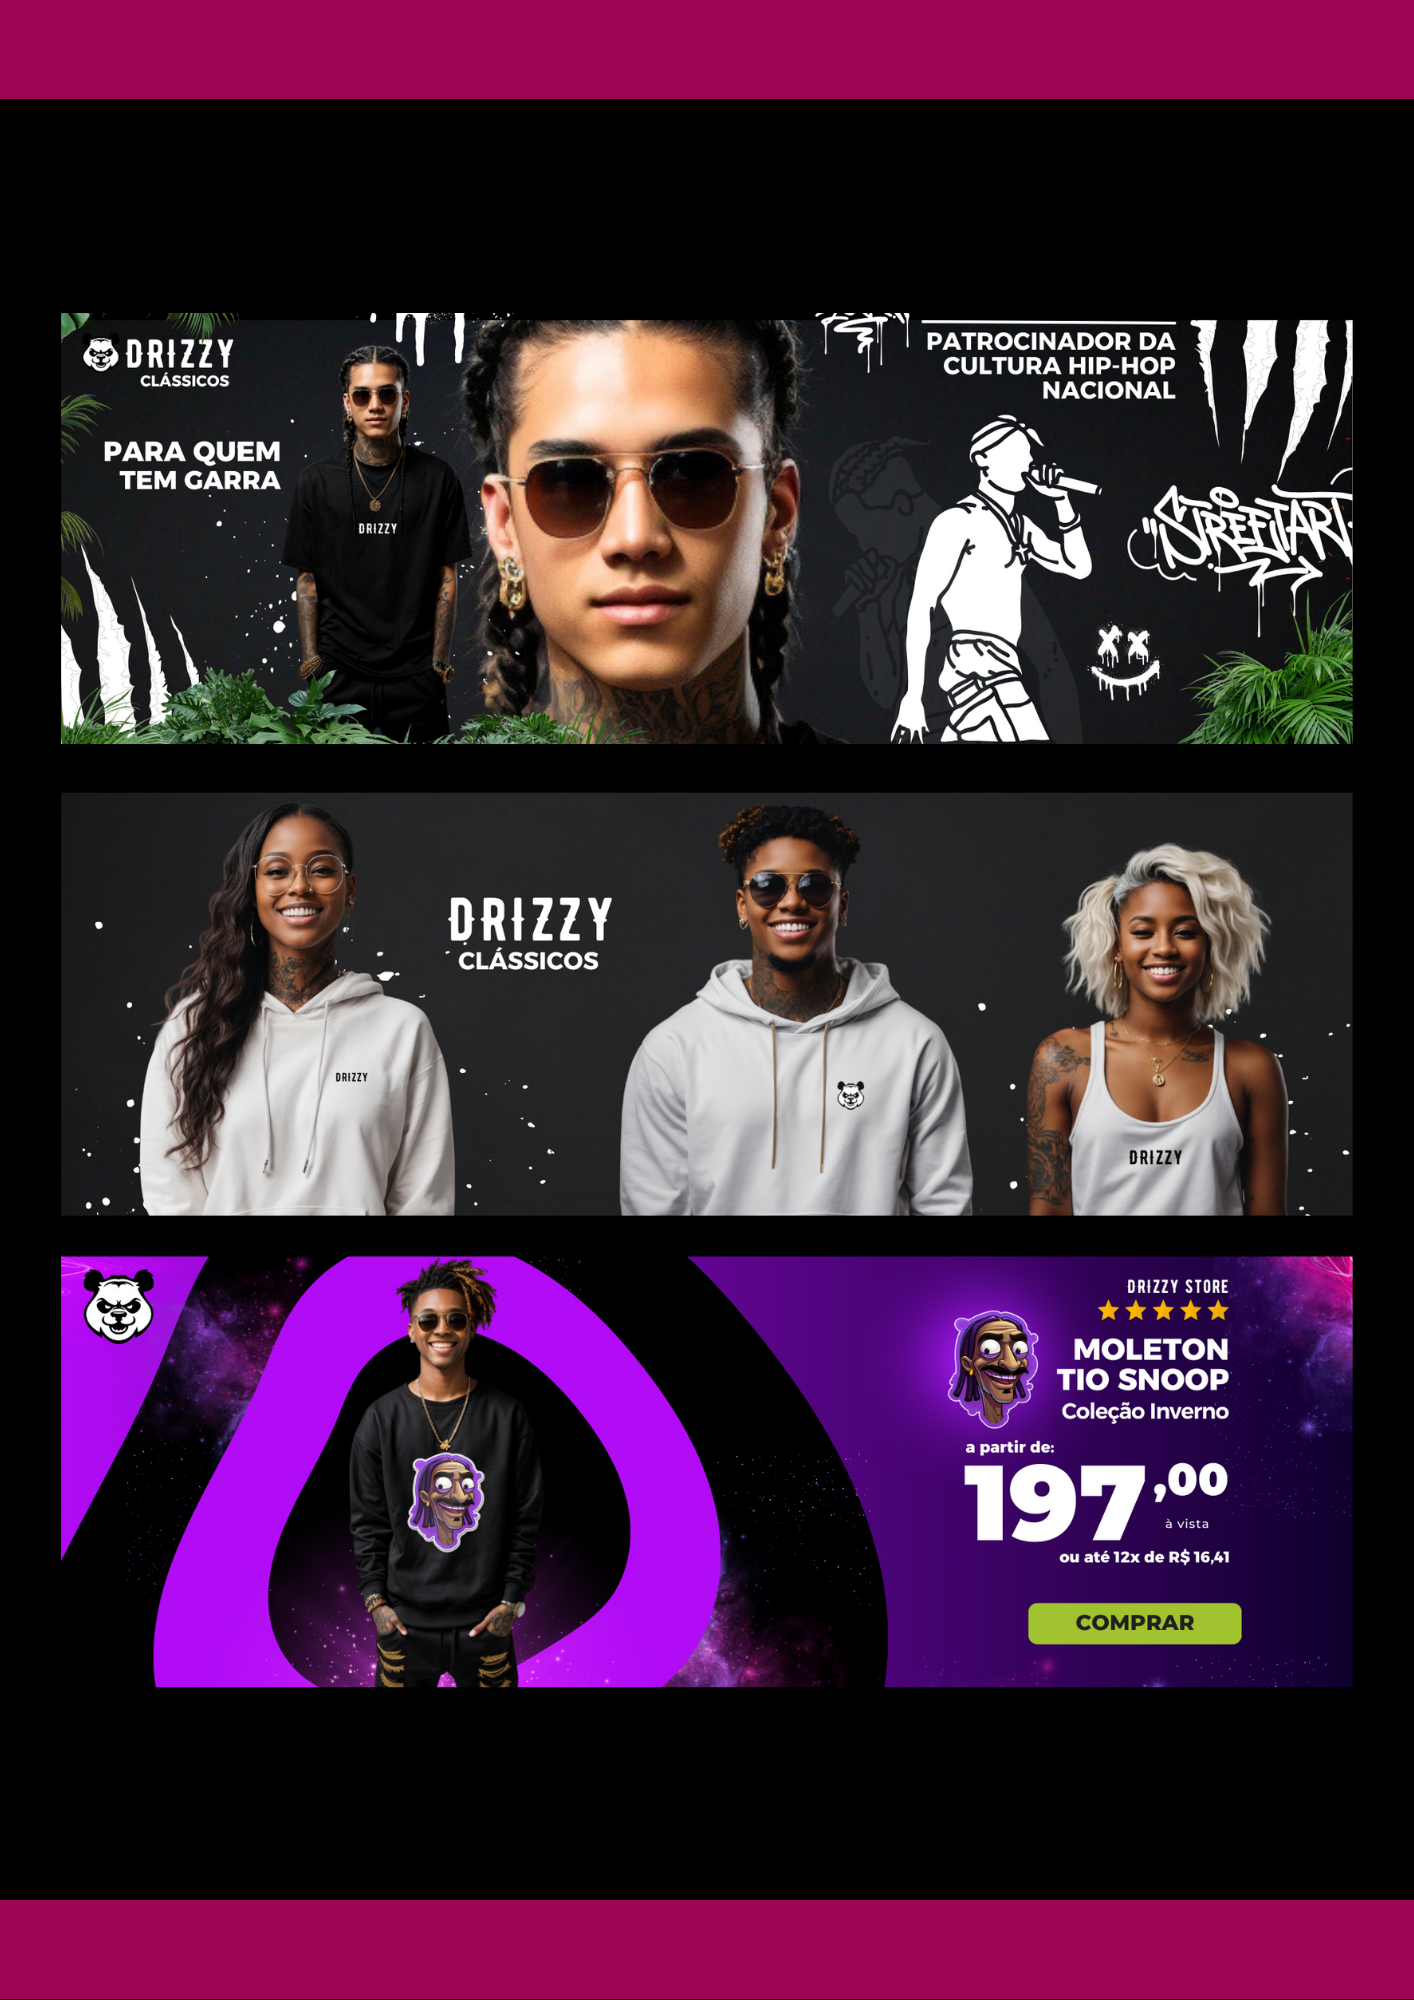 DRIZZY
CLÁSSICOS
PARA QUEM
TEM GARRA
DRIZZY
PATROCINADOR DA
CULTURA HIP-HOP
NACIONAL
STREETART
DRIZZY
CLÁSSICOS
DRIZZY
DRIZZY
DRIZZY STORE
MOLETON
TIO SNOOP
Coleção Inverno
a partir de:
197,00
à vista
ou até 12x de R$ 16,41
COMPRAR